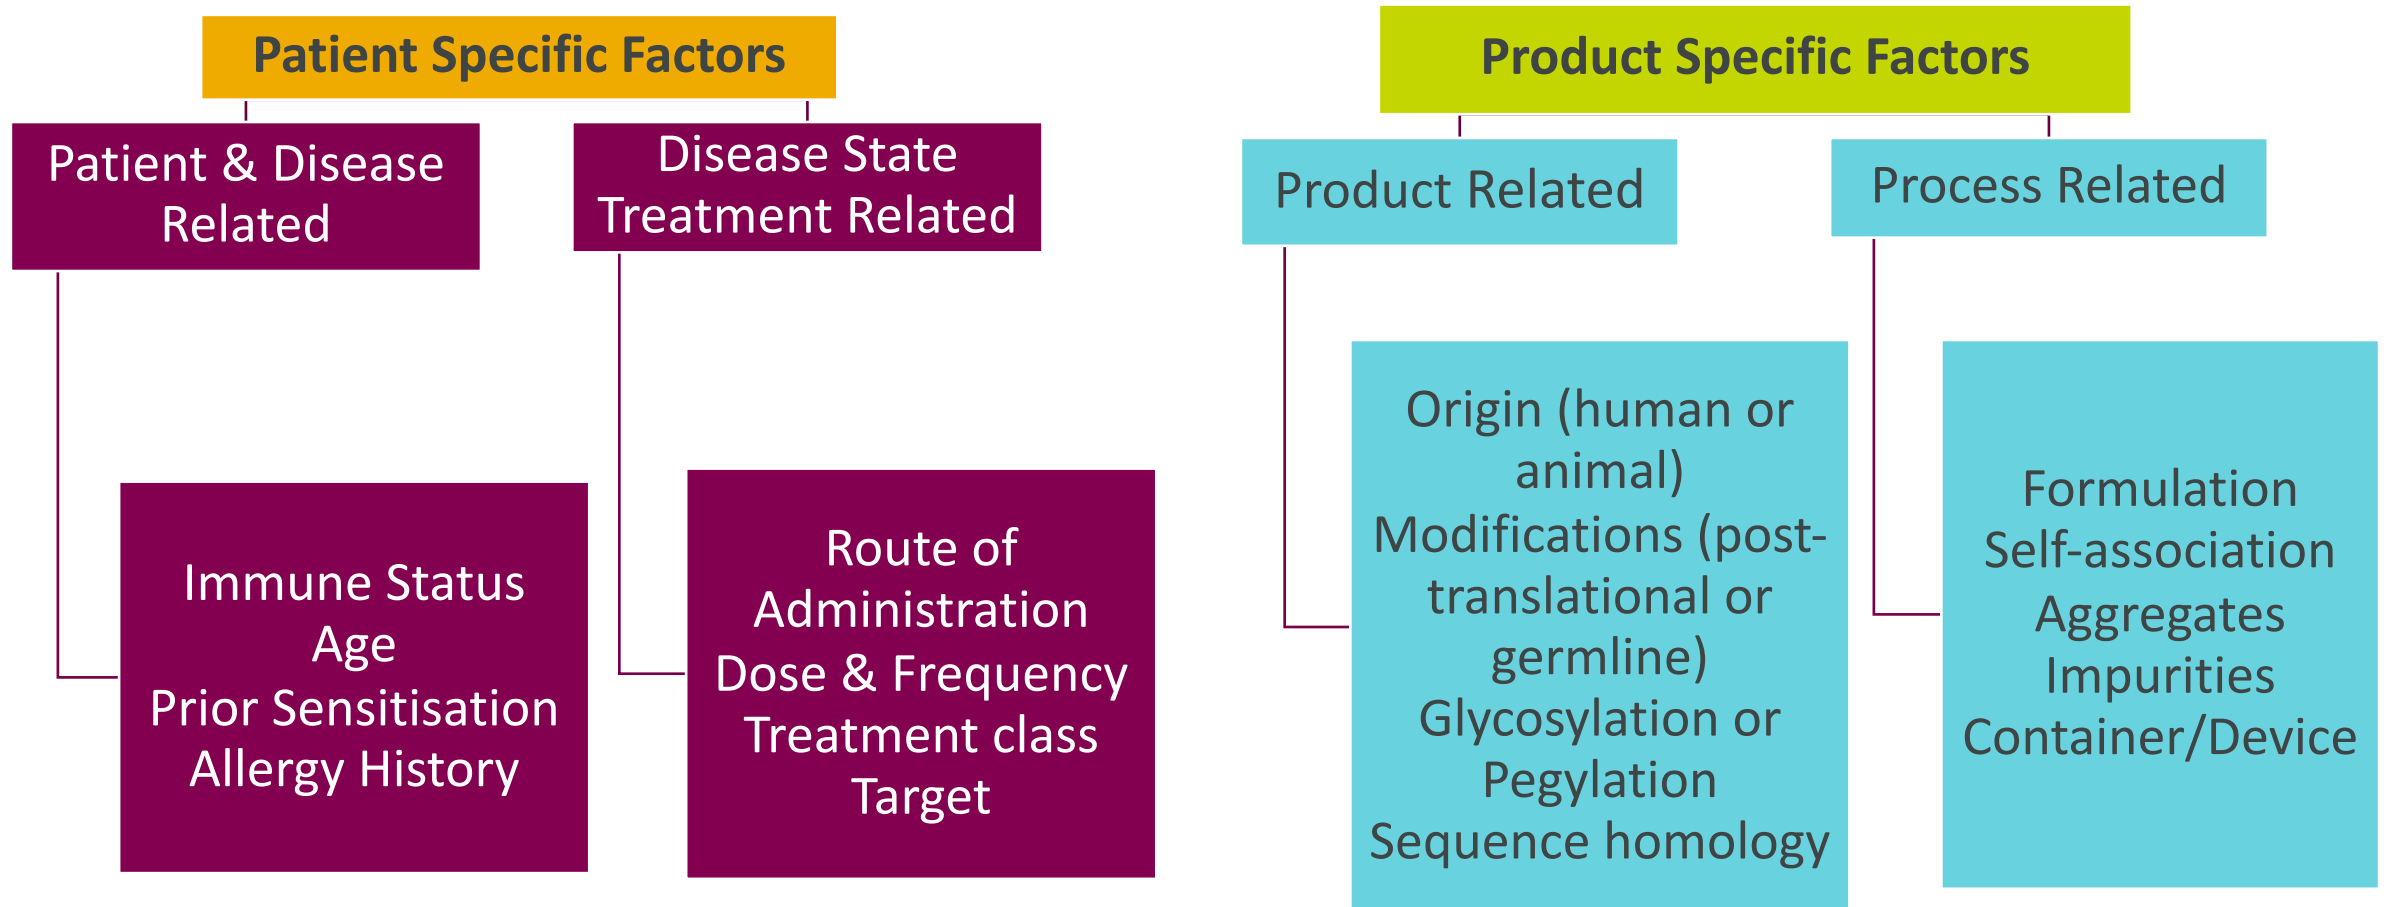 Patient Specific Factors
Patient & Disease
Related
Disease State
Treatment Related
Immune Status
Age
Prior Sensitisation
Allergy History
Route of
Administration
Dose & Frequency
Treatment class
Target
Product Specific Factors
Product Related
Process Related
Origin (human or
animal)
Modifications (post-
translational or
germline)
Glycosylation or
Pegylation
Sequence homology
Formulation
Self-association
Aggregates
Impurities
Container/Device